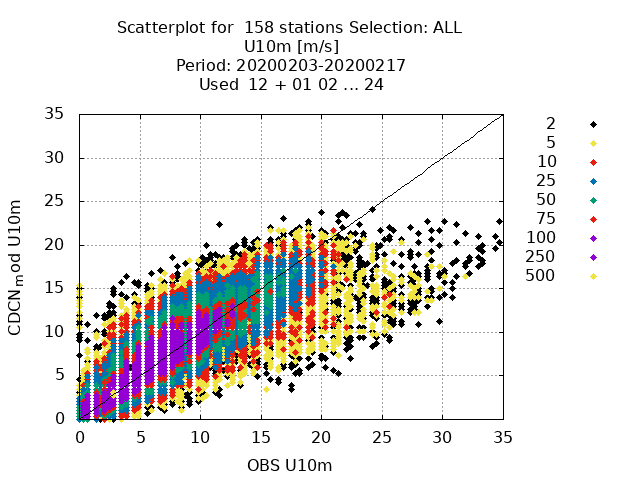 Scatterplot for 158 stations Selection: ALL
U10m [m/s]
Period: 20200203-20200217
Used 12 + 01 02 ... 24
35
30
25
20
15
10
5
0
CDCN_mod U10m
0 5 10 15 20 25 30 35
OBS U10m
2
5
10
25
50
75
100
250
500